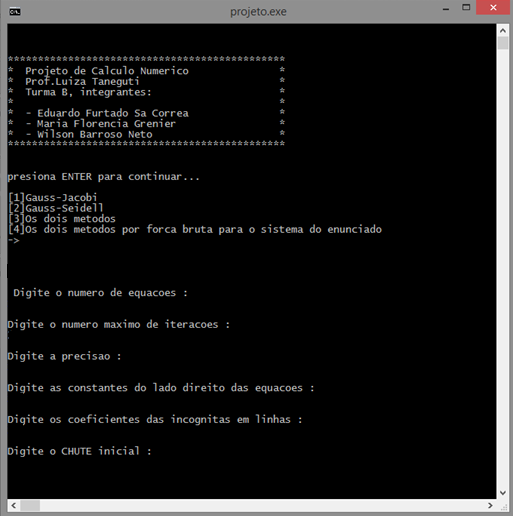 projeto.exe
C:\.
*********************************************
* Projeto de Calculo Numerico *
* Prof.Luiza Taneguti *
* Turma B, integrantes: *
* *
* - Eduardo Furtado Sa Correa *
* - Maria Florencia Grenier *
* - Wilson Barroso Neto *
*********************************************
presiona ENTER para continuar...
[1]Gauss-Jacobi
[2]Gauss-Seidell
[3]Os dois metodos
[4]Os dois metodos por forca bruta para o sistema do enunciado
->
Digite o numero de equacoes :
Digite o numero maximo de iteracoes :
Digite a precisao :
Digite as constantes do lado direito das equacoes :
Digite os coeficientes das incognitas em linhas :
Digite o CHUTE inicial :